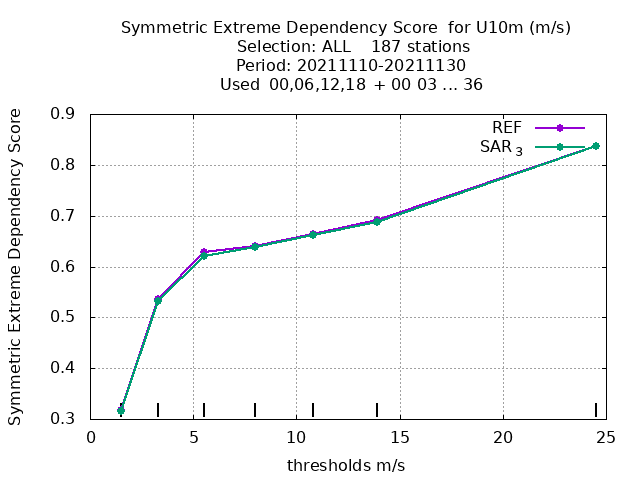 Symmetric Extreme Dependency Score  for U10m (m/s)
Selection: ALL    187 stations
Period: 20211110-20211130
Used  00,06,12,18  + 00 03 ... 36
Symmetric Extreme Dependency Score
0.9
0.8
0.7
0.6
0.5
0.4
0.3
REF
SAR 3
0 5 10 15 20 25
thresholds m/s